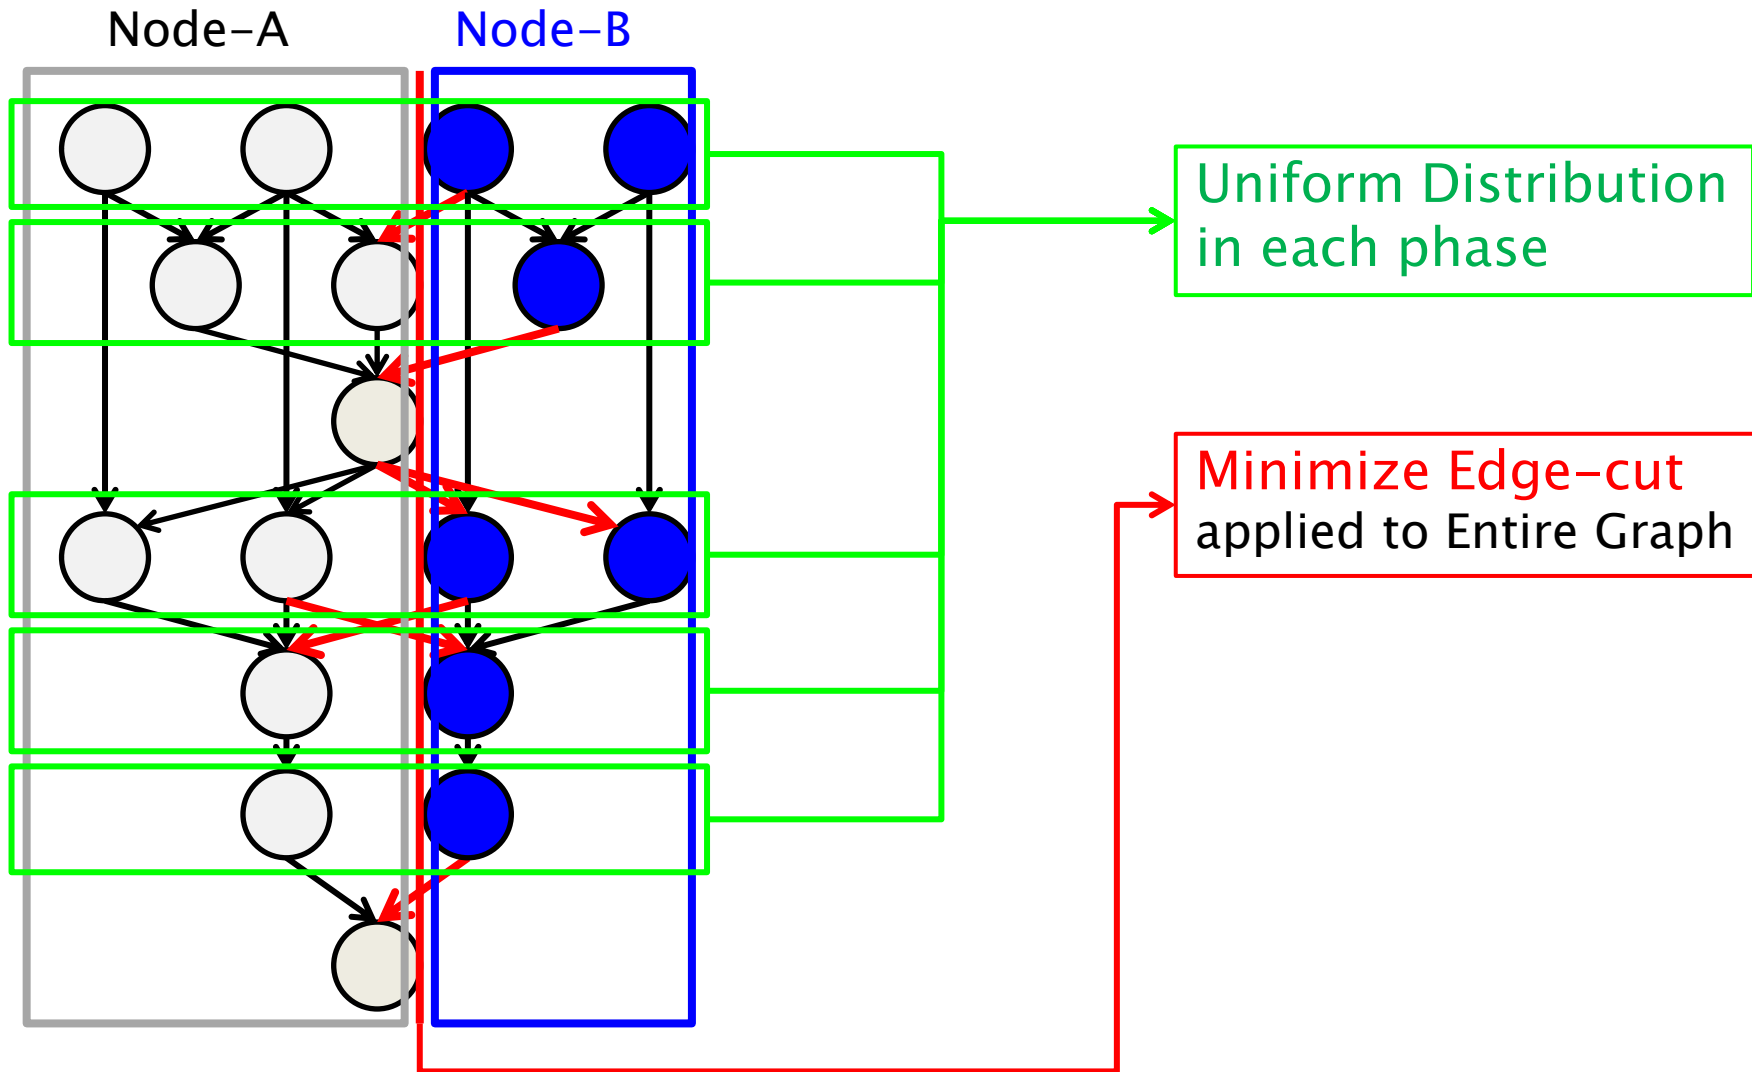 Node-A
Node-B
Uniform Distribution
in each phase
Minimize Edge-cut
applied to Entire Graph